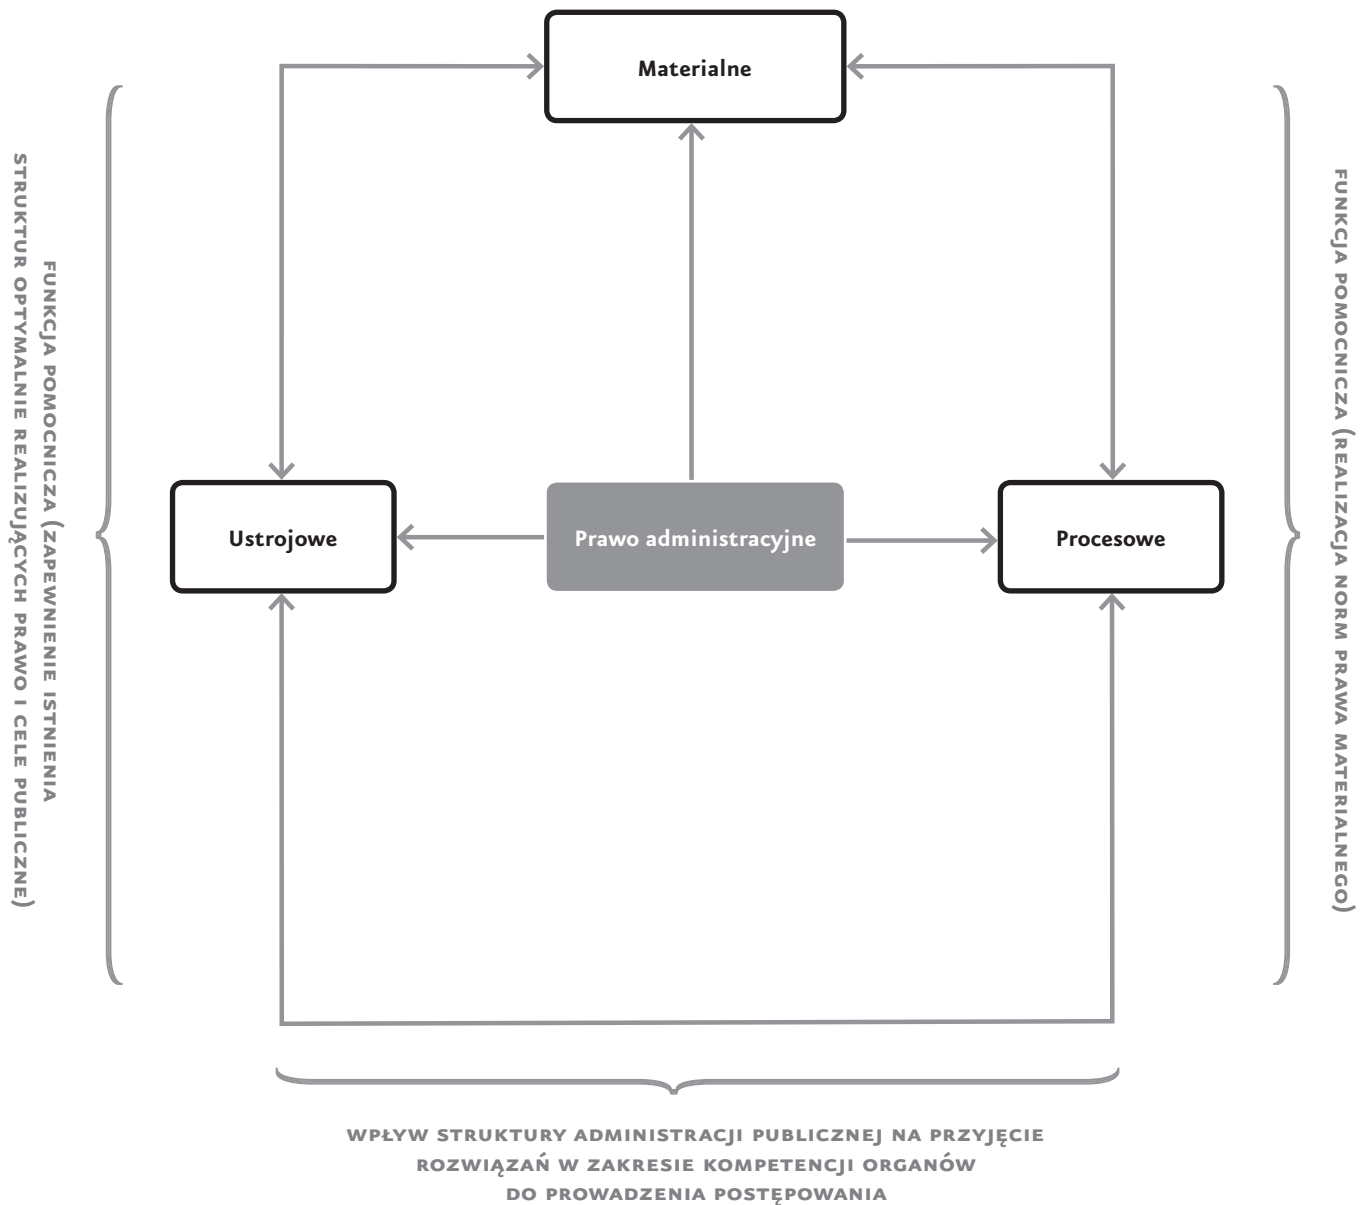 Materialne
FUNKCJA POMOCNICZA (ZAPEWNIENIE ISTNIENIA
STRUKTUR OPTYMALNIE REALIZUJĄCYCH PRAWO I CELE PUBLICZNE)
FUNKCJA POMOCNICZA (REALIZACJA NORM PRAWA MATERIALNEGO)
Ustrojowe
Prawo administracyjne
Procesowe
WPŁYW STRUKTURY ADMINISTRACJI PUBLICZNEJ NA PRZYJĘCIE
ROZWIĄZAŃ W ZAKRESIE KOMPETENCJI ORGANÓW
DO PROWADZENIA POSTĘPOWANIA